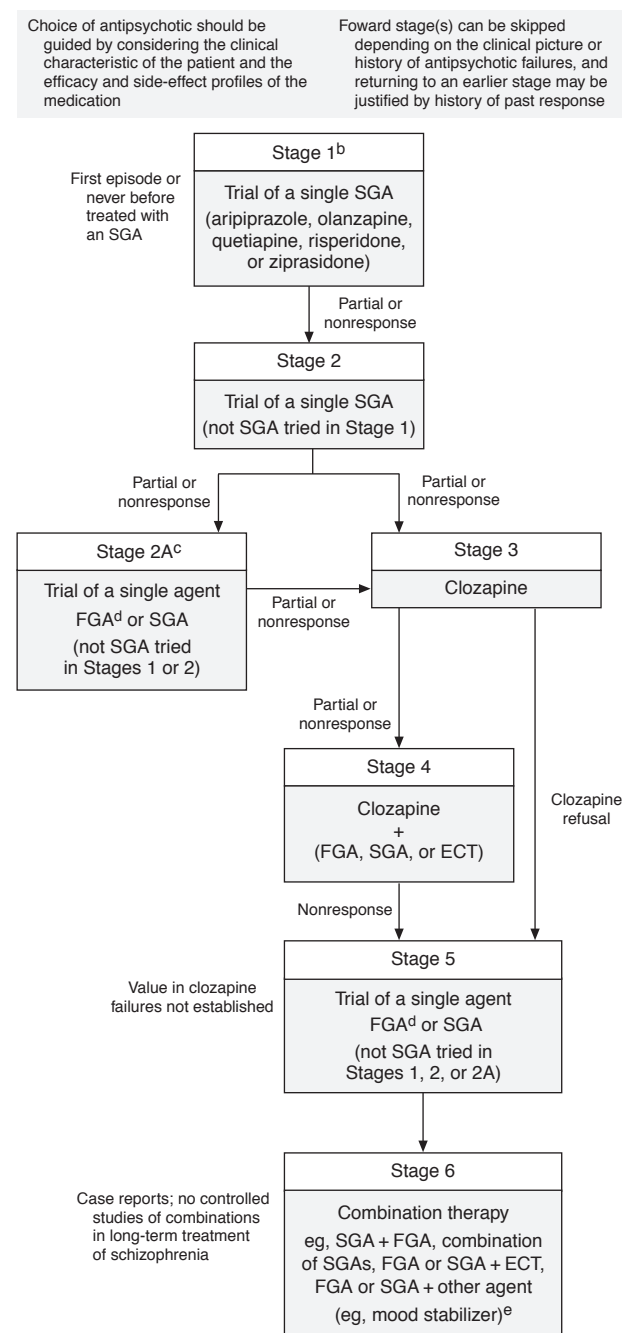 Choice of antipsychotic should be
guided by considering the clinical
characteristic of the patient and the
efficacy and side-effect profiles of the
medication
Foward stage(s) can be skipped
depending on the clinical picture or
history of antipsychotic failures, and
returning to an earlier stage may be
justified by history of past response
Stage 1b
First episode or
never before
treated with
an SGA
Trial of a single SGA
(aripiprazole, olanzapine,
quetiapine, risperidone,
or ziprasidone)
Partial or
nonresponse
Stage 2
Trial of a single SGA
(not SGA tried in Stage 1)
Partial or
nonresponse
Partial or
nonresponse
Stage 2Ac
Trial of a single agent
FGAd or SGA
(not SGA tried
in Stages 1 or 2)
Partial or
nonresponse
Stage 3
Clozapine
Partial or
nonresponse
Clozapine
refusal
Stage 4
Clozapine
+
(FGA, SGA, or ECT)
Nonresponse
Stage 5
Value in clozapine
failures not established
Trial of a single agent
FGAd or SGA
(not SGA tried in
Stages 1, 2, or 2A)
Stage 6
Case reports; no controlled
studies of combinations
in long-term treatment
of schizophrenia
Combination therapy
eg, SGA + FGA, combination
of SGAs, FGA or SGA + ECT,
FGA or SGA + other agent
(eg, mood stabilizer)e